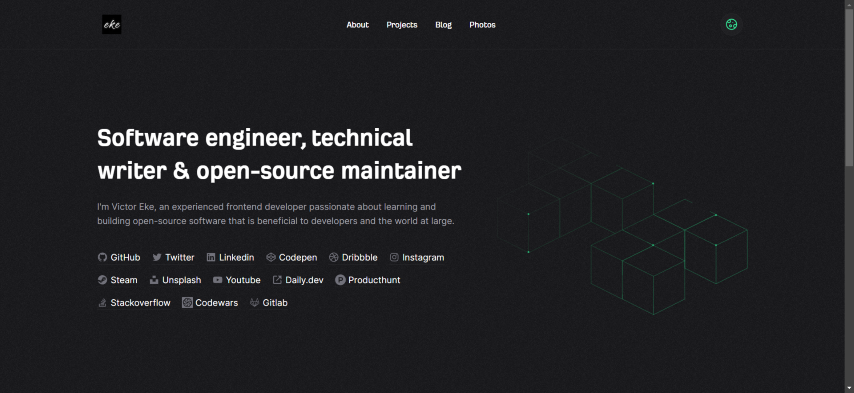 eke
About Projects Blog Photos
Software engineer, technical
writer & open-source maintainer
I'm Victor Eke, an experienced frontend developer passionate about learning and
building open-source software that is beneficial to developers and the world at large.
GitHub Twitter Linkedin Codepen Dribbble Instagram
Steam Unsplash Youtube Daily.dev Producthunt
Stackoverflow Codewars Gitlab